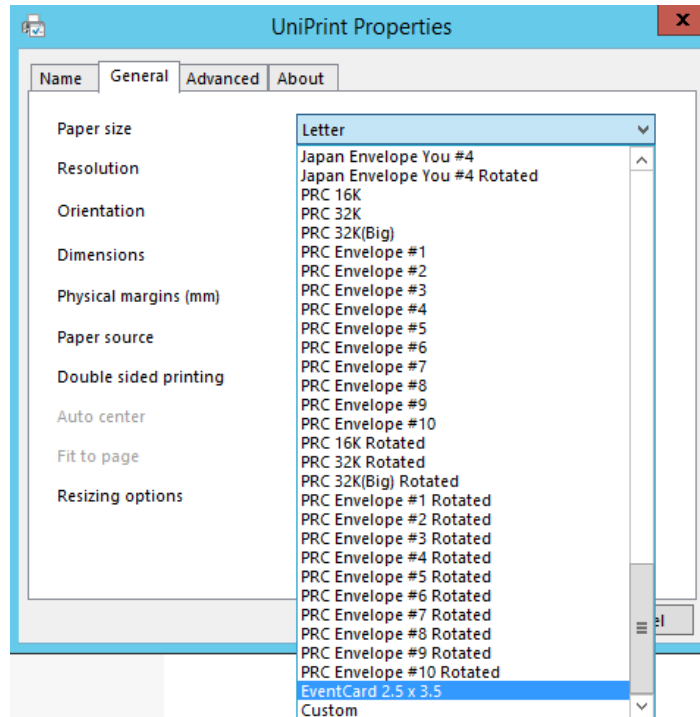 UniPrint Properties
x
Name General Advanced About
Paper size
Letter
Resolution
Orientation
Dimensions
Physical margins (mm)
Paper source
Double sided printing
Auto center
Fit to page
Resizing options
Japan Envelope You #4
Japan Envelope You #4 Rotated
PRC 16K
PRC 32K
PRC 32K(Big)
PRC Envelope #1
PRC Envelope #2
PRC Envelope #3
PRC Envelope #4
PRC Envelope #5
PRC Envelope #6
PRC Envelope #7
PRC Envelope #8
PRC Envelope #9
PRC Envelope #10
PRC 16K Rotated
PRC 32K Rotated
PRC 32K(Big) Rotated
PRC Envelope #1 Rotated
PRC Envelope #2 Rotated
PRC Envelope #3 Rotated
PRC Envelope #4 Rotated
PRC Envelope #5 Rotated
PRC Envelope #6 Rotated
PRC Envelope #7 Rotated
PRC Envelope #8 Rotated
PRC Envelope #9 Rotated
PRC Envelope #10 Rotated
EventCard 2.5 x 3.5
Custom
el